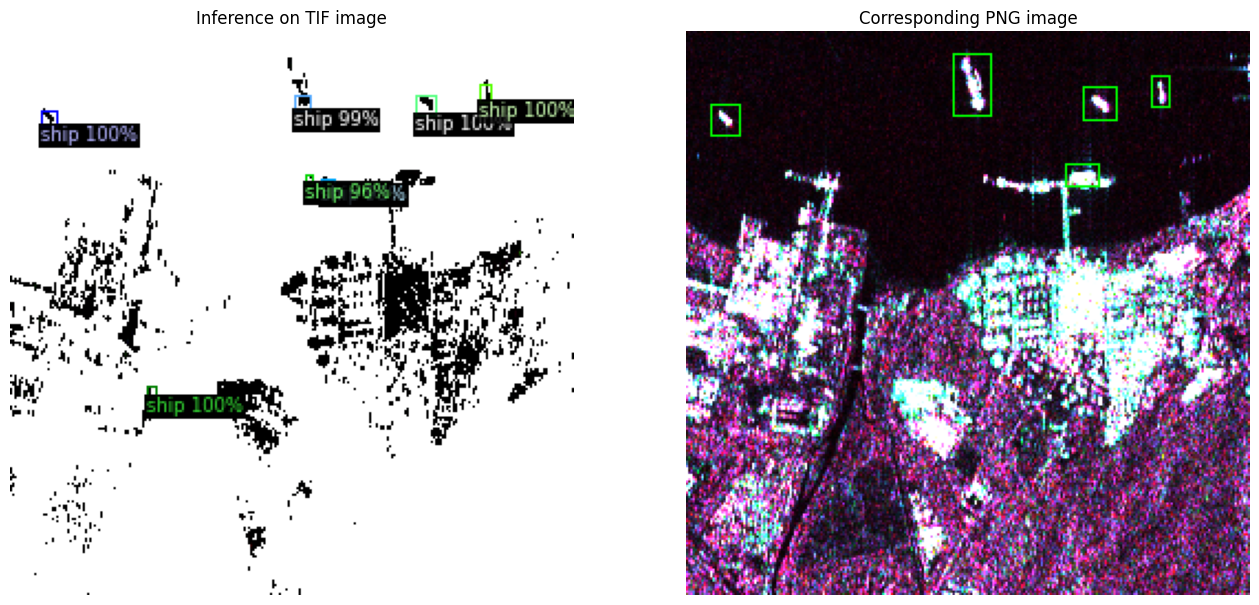 Inference on TIF image
Corresponding PNG image
ship 100%
ship 99%
ship 100%
ship 100%
ship 96%
%
ship 100%